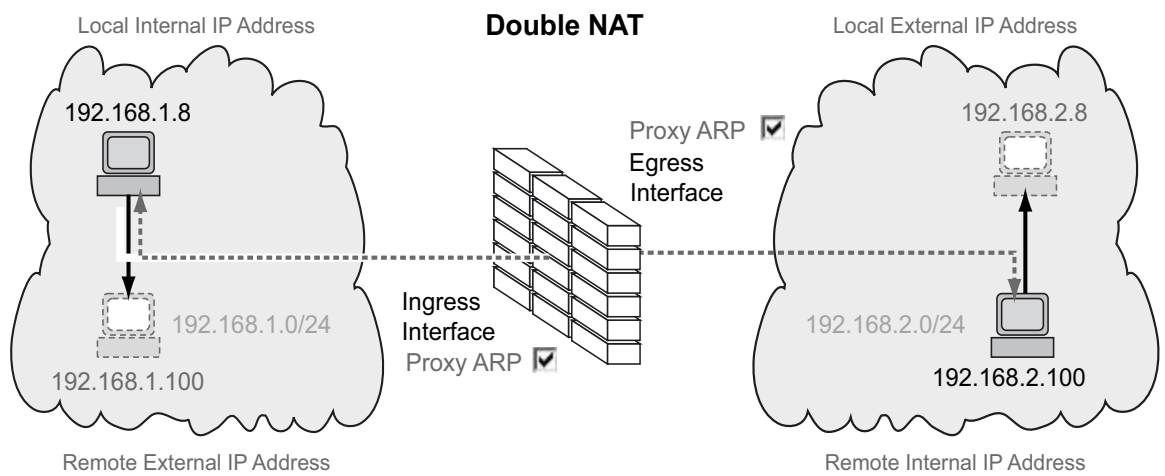 Local Internal IP Address
Double NAT
Local External IP Address
192.168.1.8
192.168.2.8
Proxy ARP
Egress
Interface
Ingress
Interface
Proxy ARP
192.168.1.0/24
192.168.2.0/24
192.168.1.100
192.168.2.100
Remote External IP Address
Remote Internal IP Address